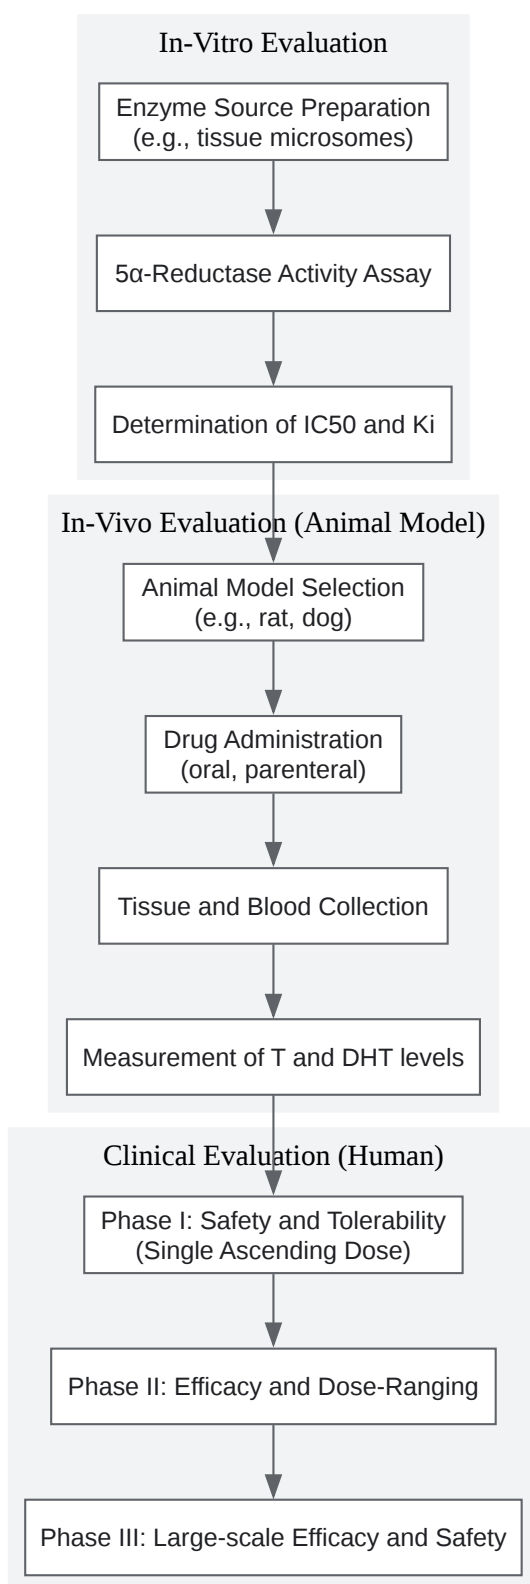 In-Vitro Evaluation
Enzyme Source Preparation
(e.g., tissue microsomes)
5α-Reductase Activity Assay
Determination of IC50 and Ki
In-Vivo Evaluation (Animal Model)
Animal Model Selection
(e.g., rat, dog)
Drug Administration
(oral, parenteral)
Tissue and Blood Collection
Measurement of T and DHT levels
Clinical Evaluation (Human)
Phase I: Safety and Tolerability
(Single Ascending Dose)
Phase II: Efficacy and Dose-Ranging
Phase III: Large-scale Efficacy and Safety